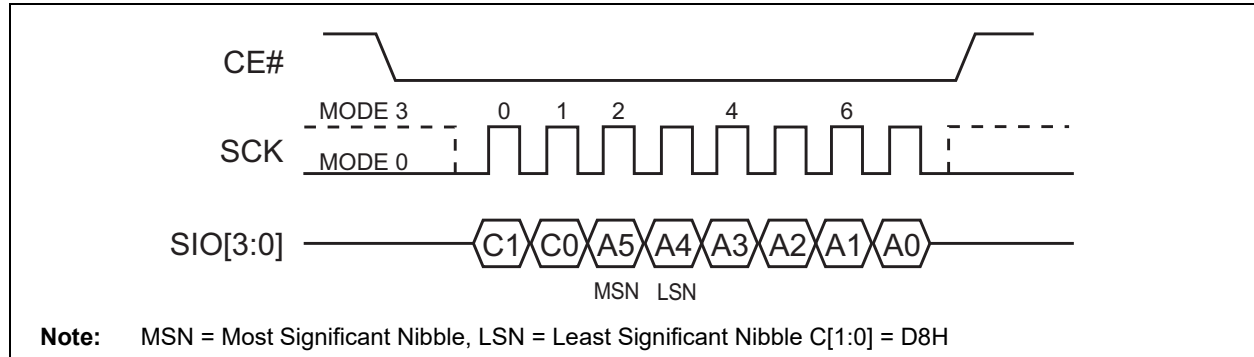 CE#
MODE 3 0 1 2 4 6
SCK
MODE 0
SIO[3:0] C1 C0 A5 A4 A3 A2 A1 A0
MSN LSN
Note: MSN = Most Significant Nibble, LSN = Least Significant Nibble C[1:0] = D8H